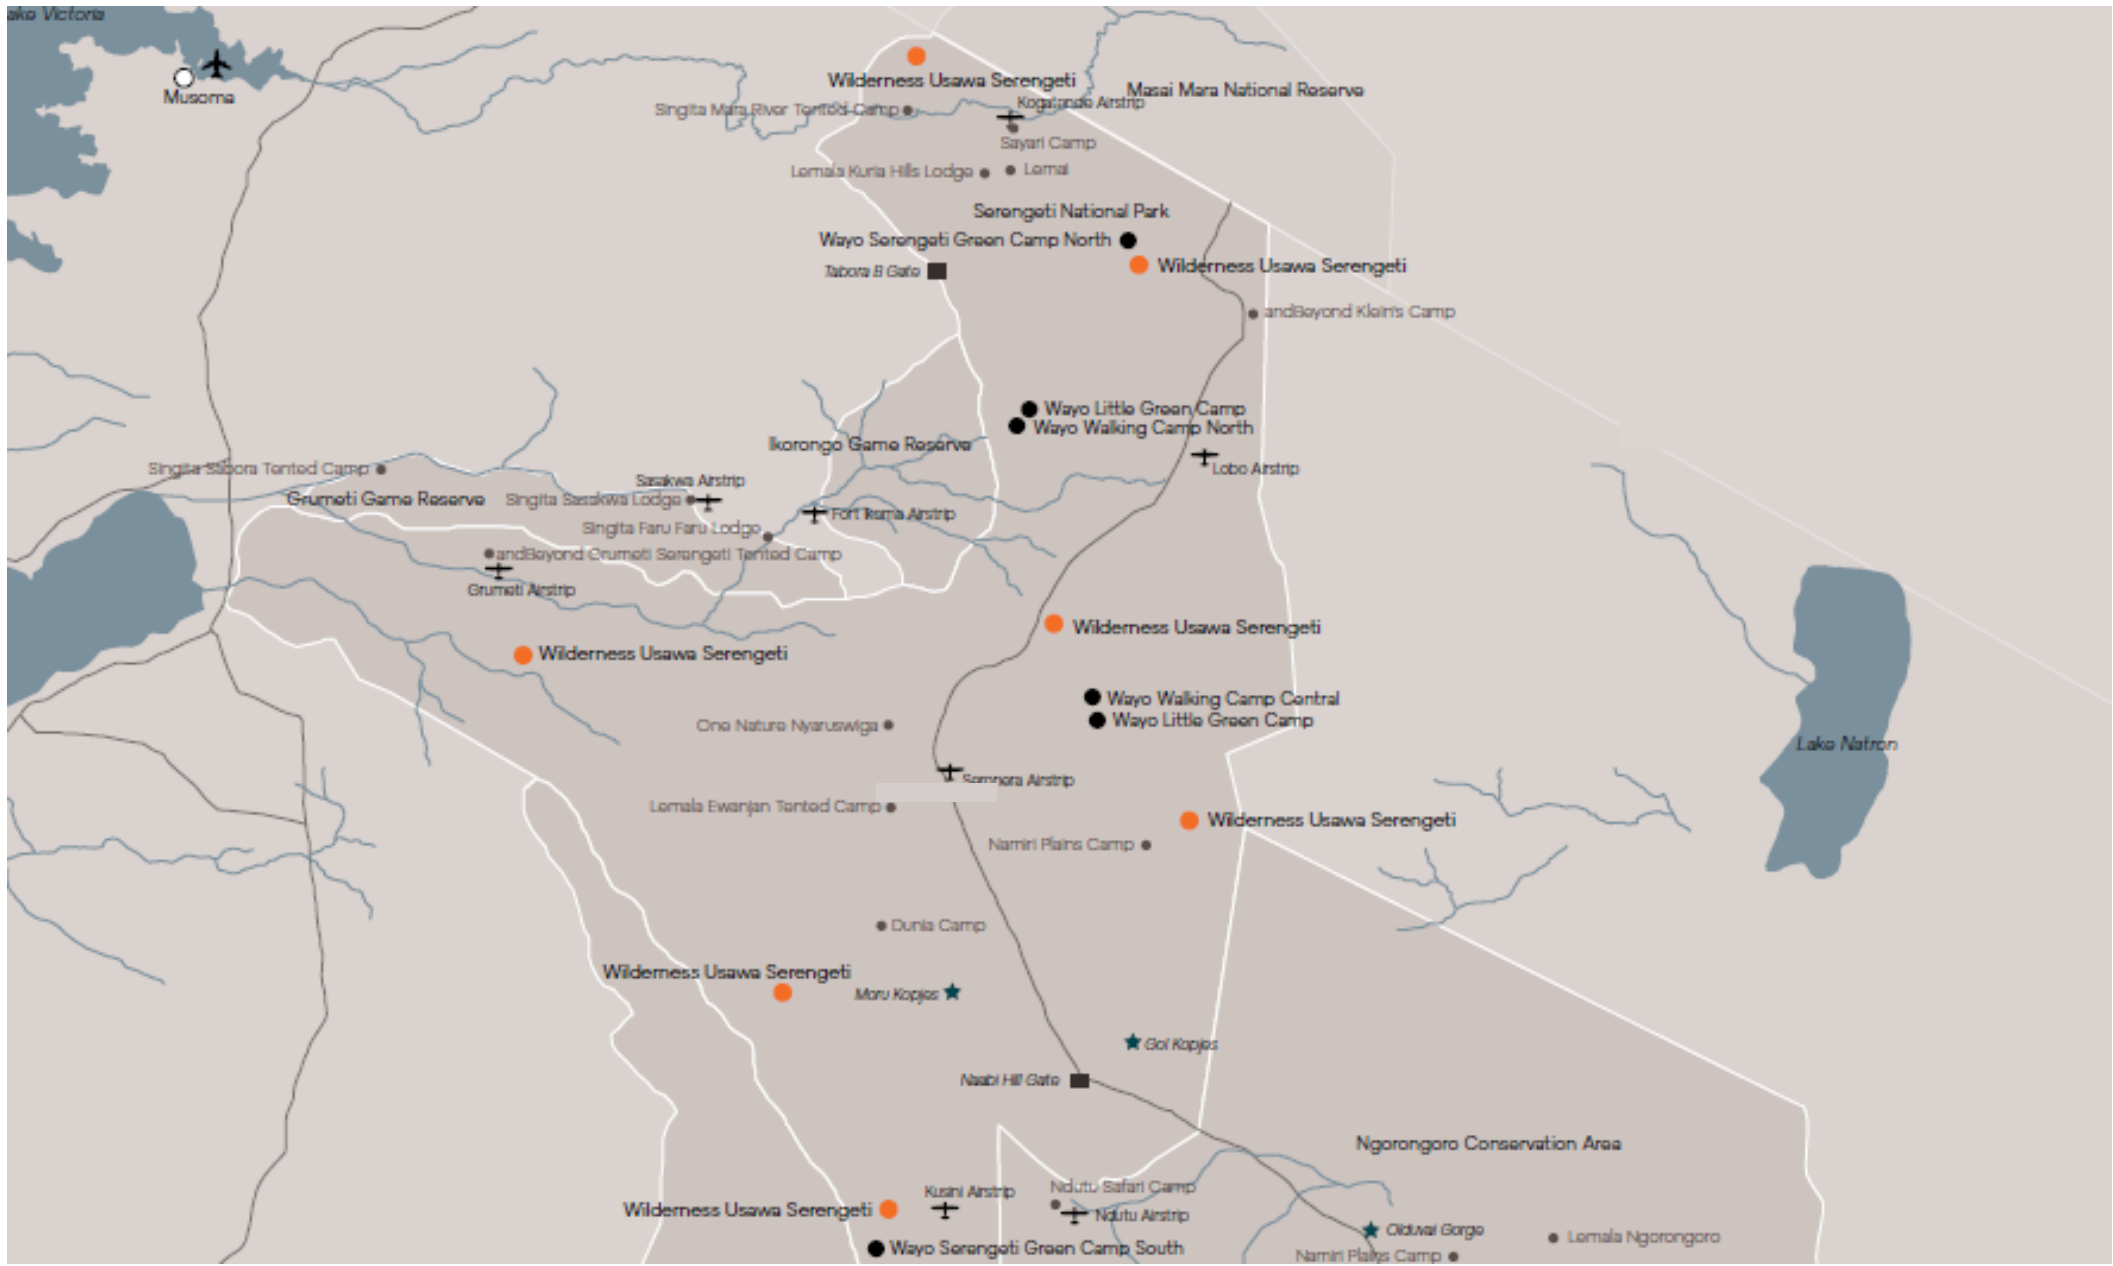 ake Victoria
Musoma
Wilderness Usawa Serengeti
Masai Mara National Reserve
Kogatende Airstrip
Singita Mara River Tented Camp
Sayari Camp
Lemala Kuria Hills Lodge
Lemai
Serengeti National Park
Wayo Serengeti Green Camp North
Wilderness Usawa Serengeti
Tabora B Gate
andBeyond Klein's Camp
Wayo Little Green Camp
Wayo Walking Camp North
Ikorongo Game Reserve
Lobo Airstrip
Singita Sabora Tented Camp
Sasakwa Airstrip
Grumeti Game Reserve
Singita Sasakwa Lodge
Fort Ikoma Airstrip
Singita Faru Faru Lodge
andBeyond Grumeti Serengeti Tented Camp
Grumeti Airstrip
Wilderness Usawa Serengeti
Wilderness Usawa Serengeti
Wayo Walking Camp Central
Wayo Little Green Camp
One Nature Nyaruswiga
Lake Natron
Airstrip
Lemala Ewanjan Tented Camp
Wilderness Usawa Serengeti
Namiri Plains Camp
Dunia Camp
Wilderness Usawa Serengeti
Moru Kopjes
Gol Kopjes
Naabi Hill Gate
Ngorongoro Conservation Area
Ndutu Safari Camp
Kusini Airstrip
Wilderness Usawa Serengeti
Ndutu Airstrip
Olduvai Gorge
Lemala Ngorongoro
Wayo Serengeti Green Camp South
Namiri Plains Camp